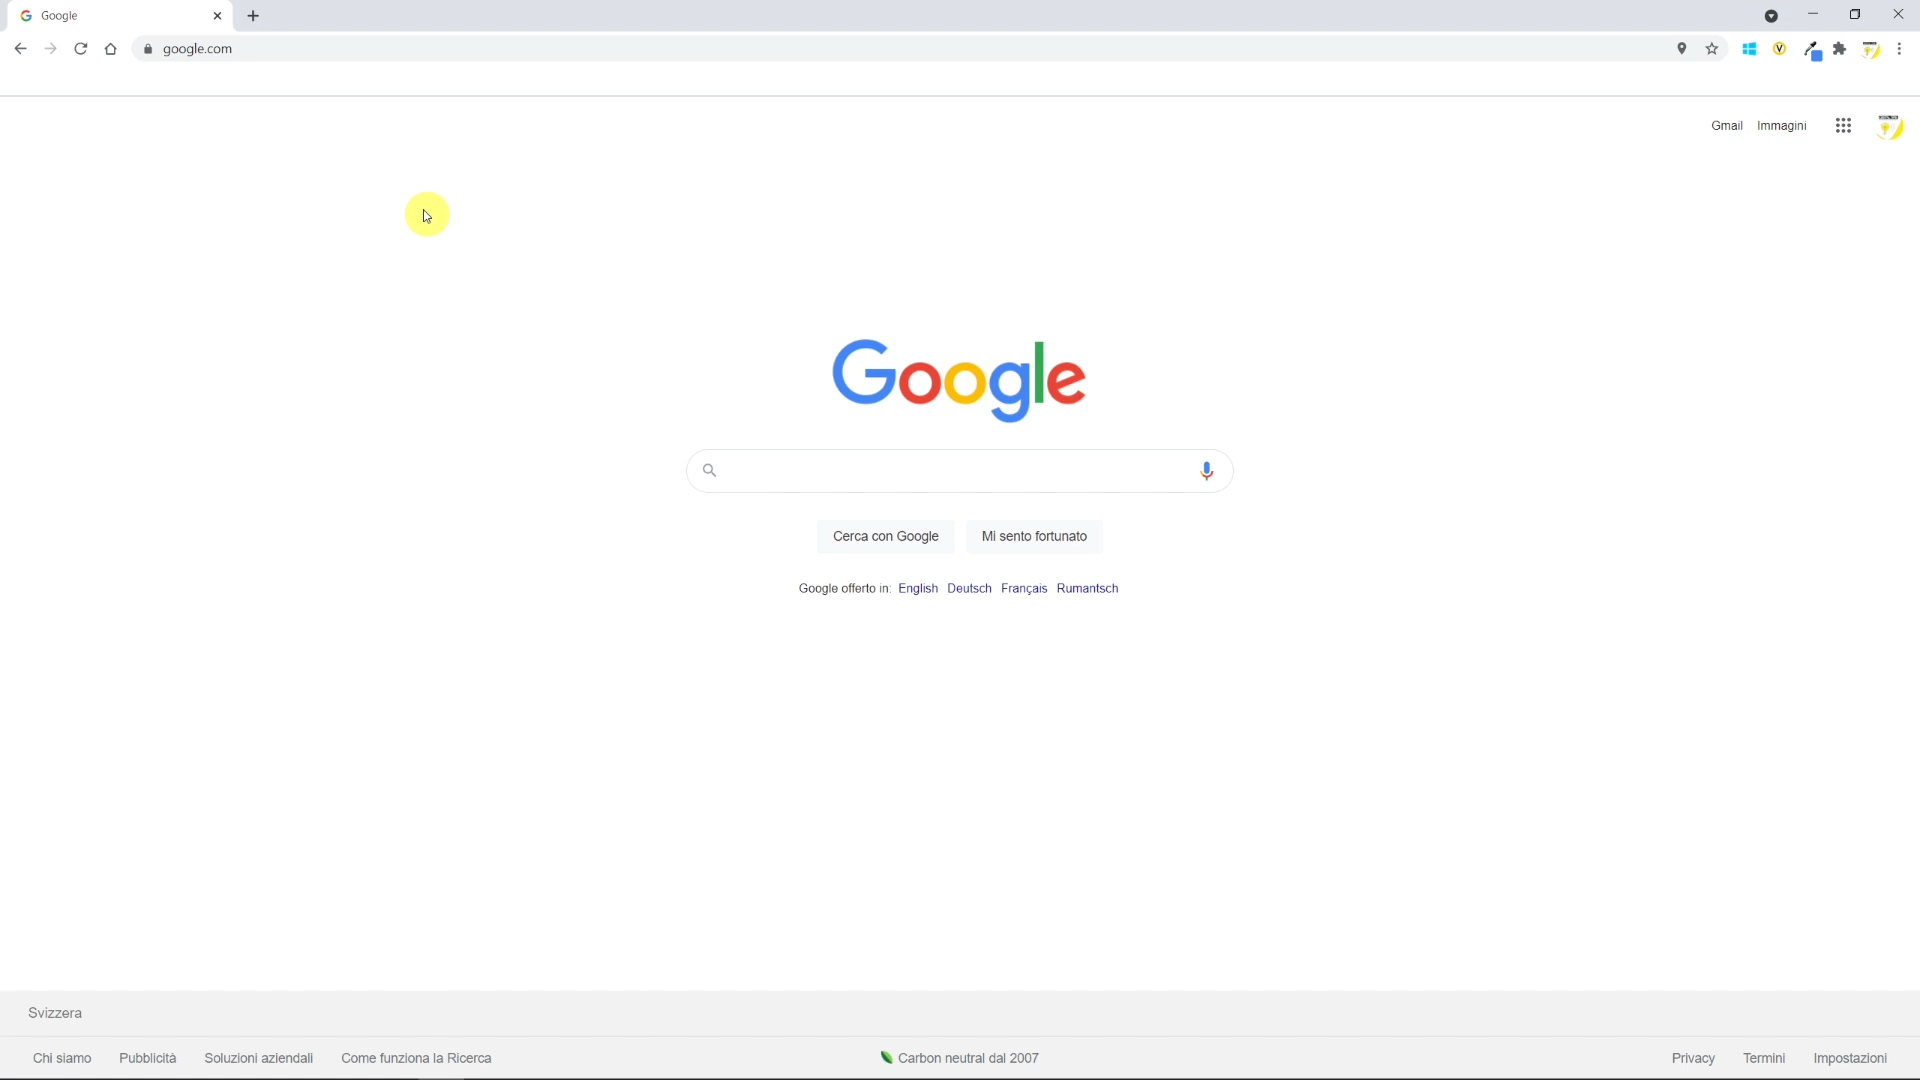 Google
google.com
Gmail Immagini
Google
Cerca con Google Mi sento fortunato
Google offerto in: English Deutsch Français Rumantsch
Svizzera
Chi siamo Pubblicità Soluzioni aziendali Come funziona la Ricerca Carbon neutral dal 2007 Privacy Termini Impostazioni